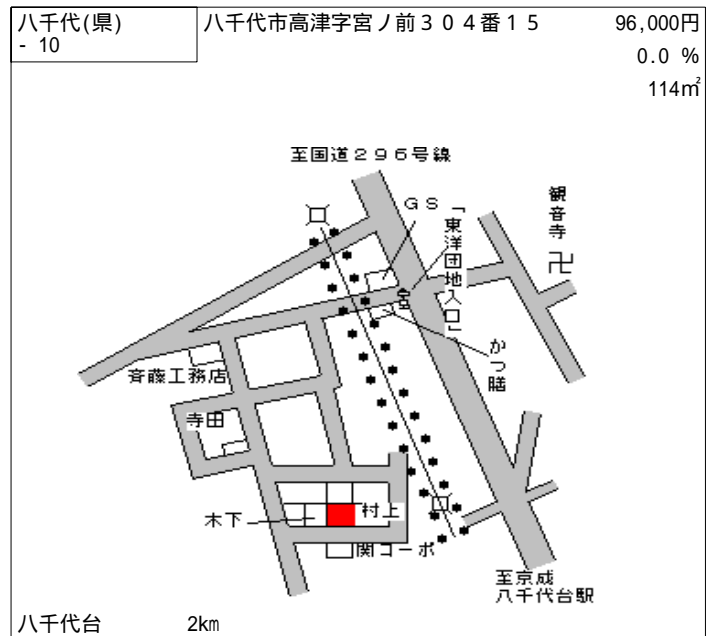 八千代(県)
- 10
八千代市高津字宮ノ前３０４番１５
96,000円
0.0 %
114㎡
至国道２９６号線
ＧＳ
「東洋団地入口」
観音寺
卍
かつ膳
斉藤工務店
寺田
木下
村上
関コーポ
至京成
八千代台駅
八千代台
2㎞